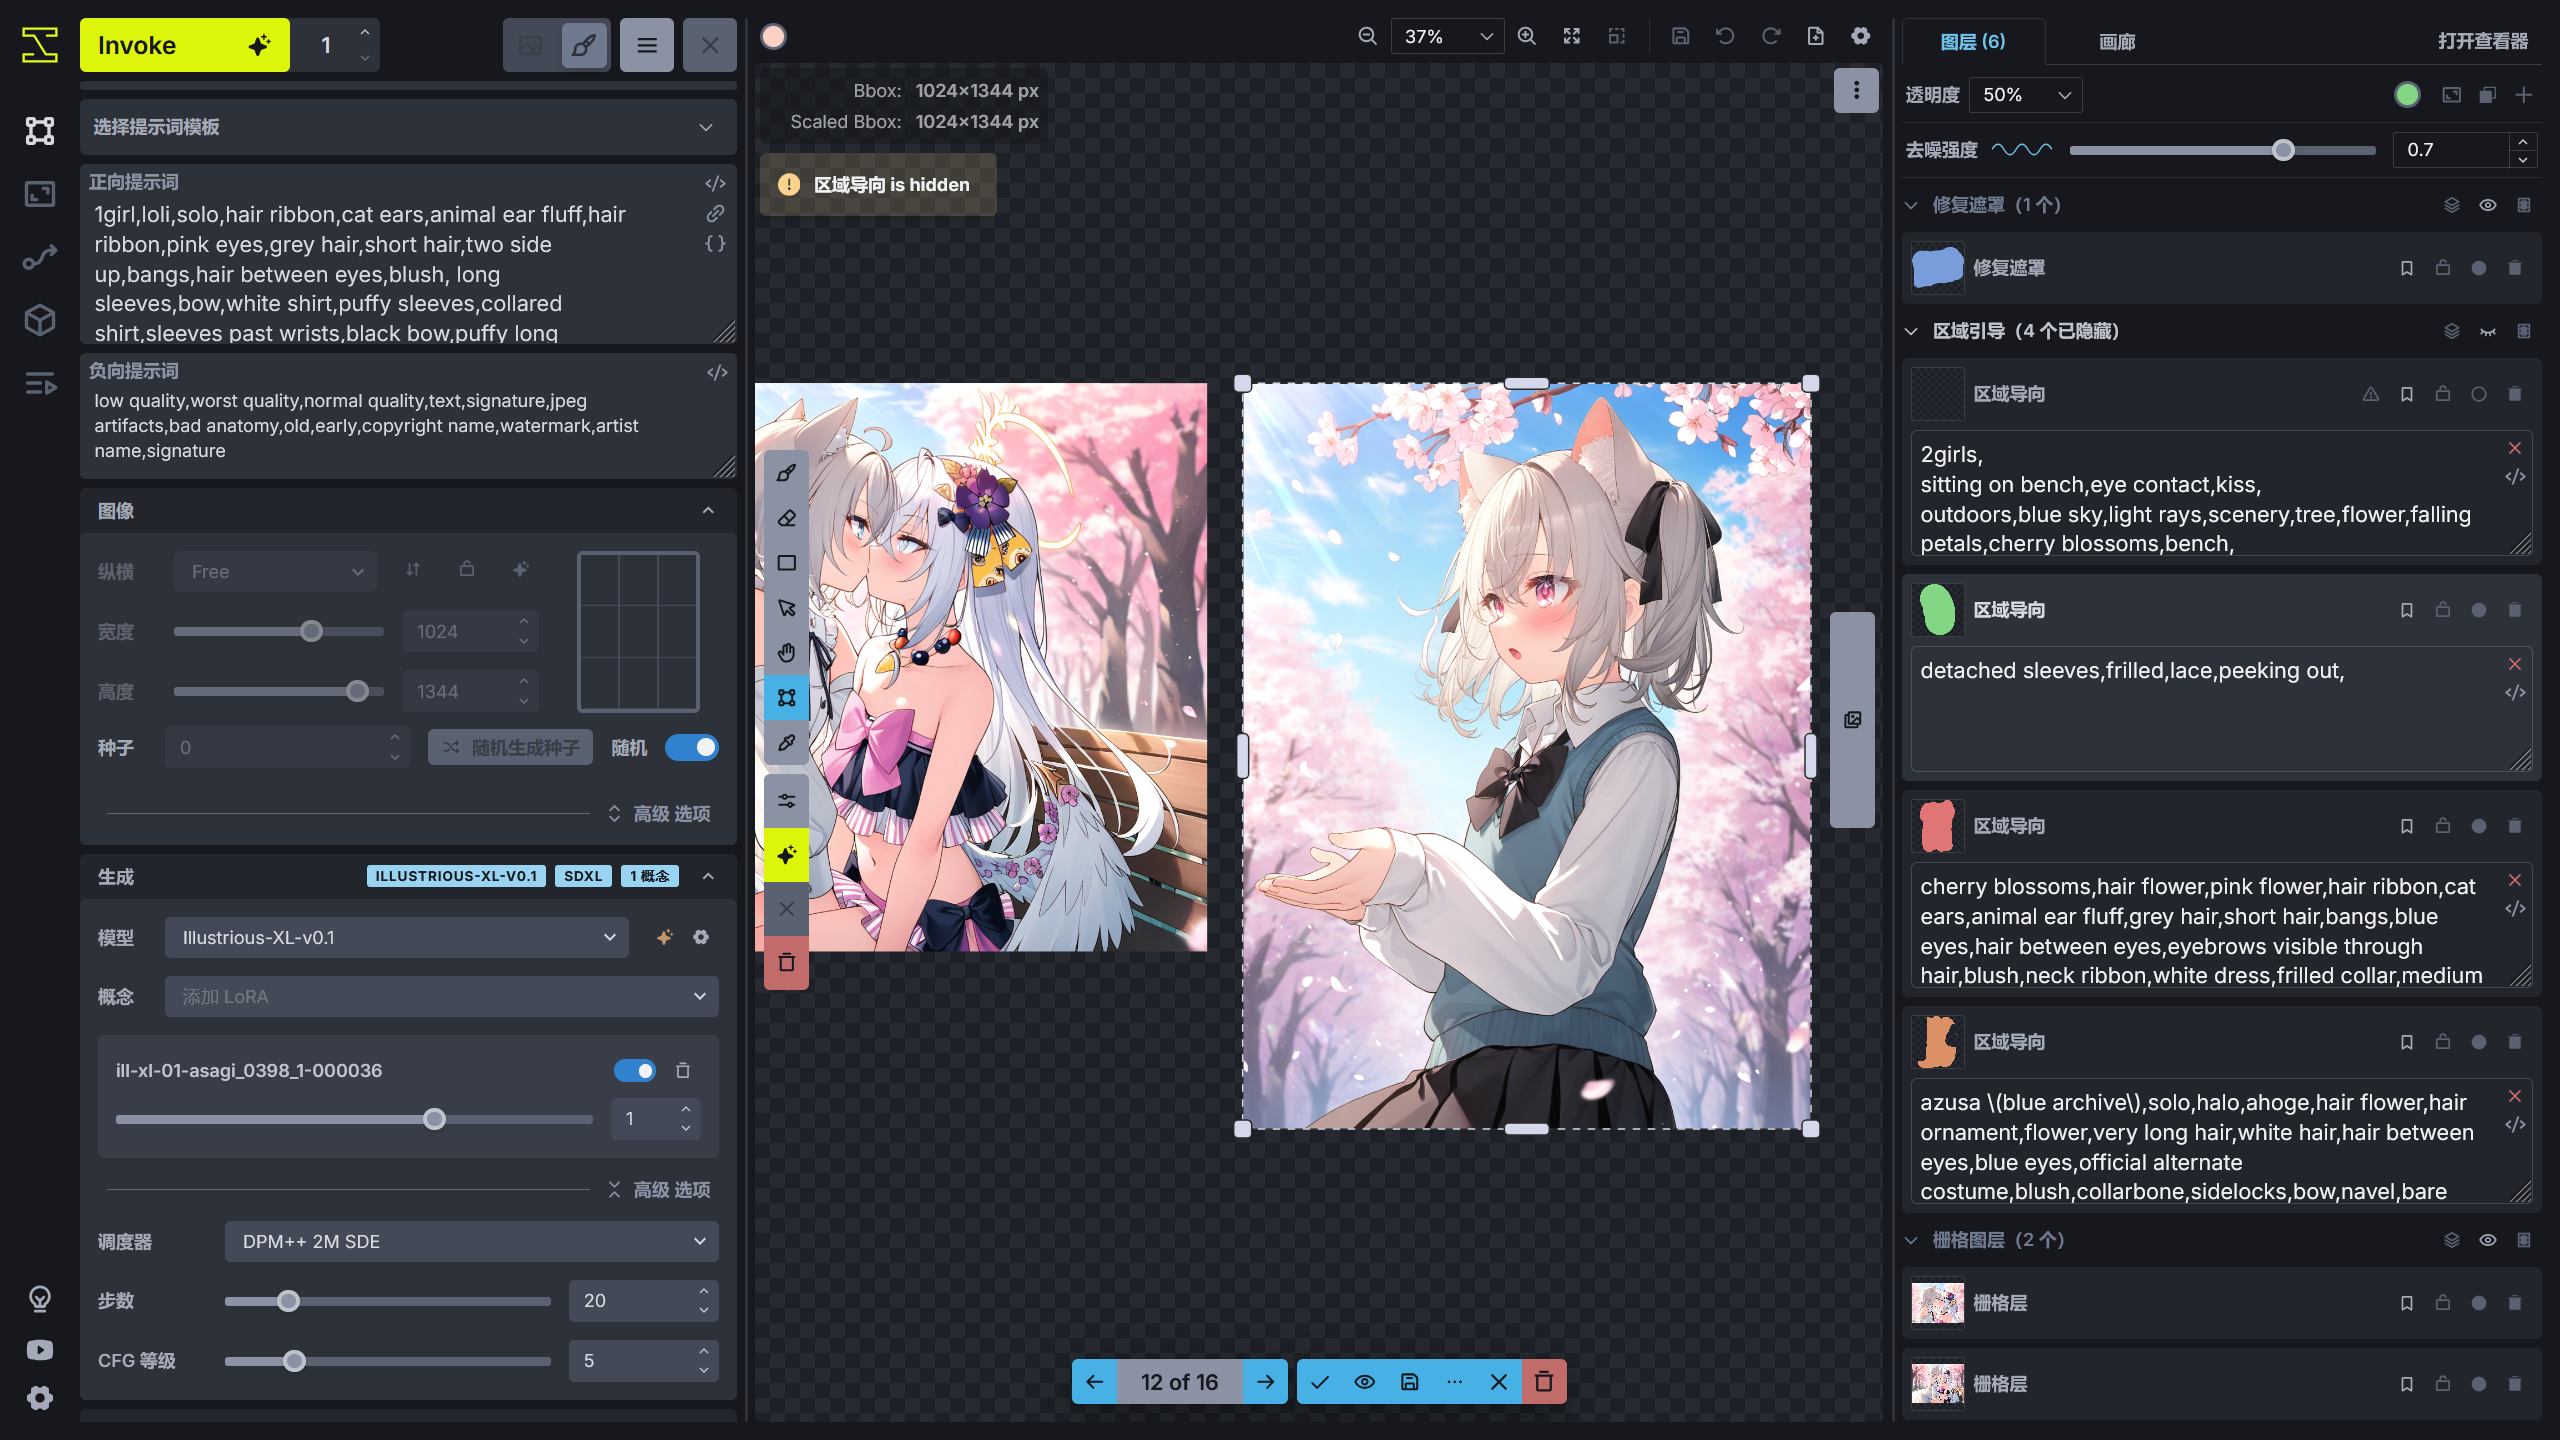 Invoke
1
选择提示词模板
正向提示词
1girl,loli,solo,hair ribbon,cat ears,animal ear fluff,hair
ribbon,pink eyes,grey hair,short hair,two side
up,bangs,hair between eyes,blush, long
sleeves,bow,white shirt,puffy sleeves,collared
shirt,sleeves past wrists,black bow,puffy long
负向提示词
low quality,worst quality,normal quality,text,signature,jpeg
artifacts,bad anatomy,old,early,copyright name,watermark,artist
name,signature
图像
纵横
Free
宽度
1024
高度
1344
种子
0
随机生成种子
随机
高级 选项
生成
ILLUSTRIOUS-XL-V0.1
SDXL
1 概念
模型
Illustrious-XL-v0.1
概念
添加 LoRA
ill-xl-01-asagi_0398_1-000036
1
高级 选项
调度器
DPM++ 2M SDE
步数
20
CFG 等级
5
37%
Bbox: 1024×1344 px
Scaled Bbox: 1024×1344 px
区域导向 is hidden
12 of 16
图层 (6)
画廊
打开查看器
透明度
50%
去噪强度
0.7
修复遮罩（1 个）
修复遮罩
区域引导（4 个已隐藏）
区域导向
2girls,
sitting on bench,eye contact,kiss,
outdoors,blue sky,light rays,scenery,tree,flower,falling
petals,cherry blossoms,bench,
区域导向
detached sleeves,frilled,lace,peeking out,
区域导向
cherry blossoms,hair flower,pink flower,hair ribbon,cat
ears,animal ear fluff,grey hair,short hair,bangs,blue
eyes,hair between eyes,eyebrows visible through
hair,blush,neck ribbon,white dress,frilled collar,medium
区域导向
azusa \(blue archive\),solo,halo,ahoge,hair flower,hair
ornament,flower,very long hair,white hair,hair between
eyes,blue eyes,official alternate
costume,blush,collarbone,sidelocks,bow,navel,bare
栅格图层（2 个）
栅格层
栅格层